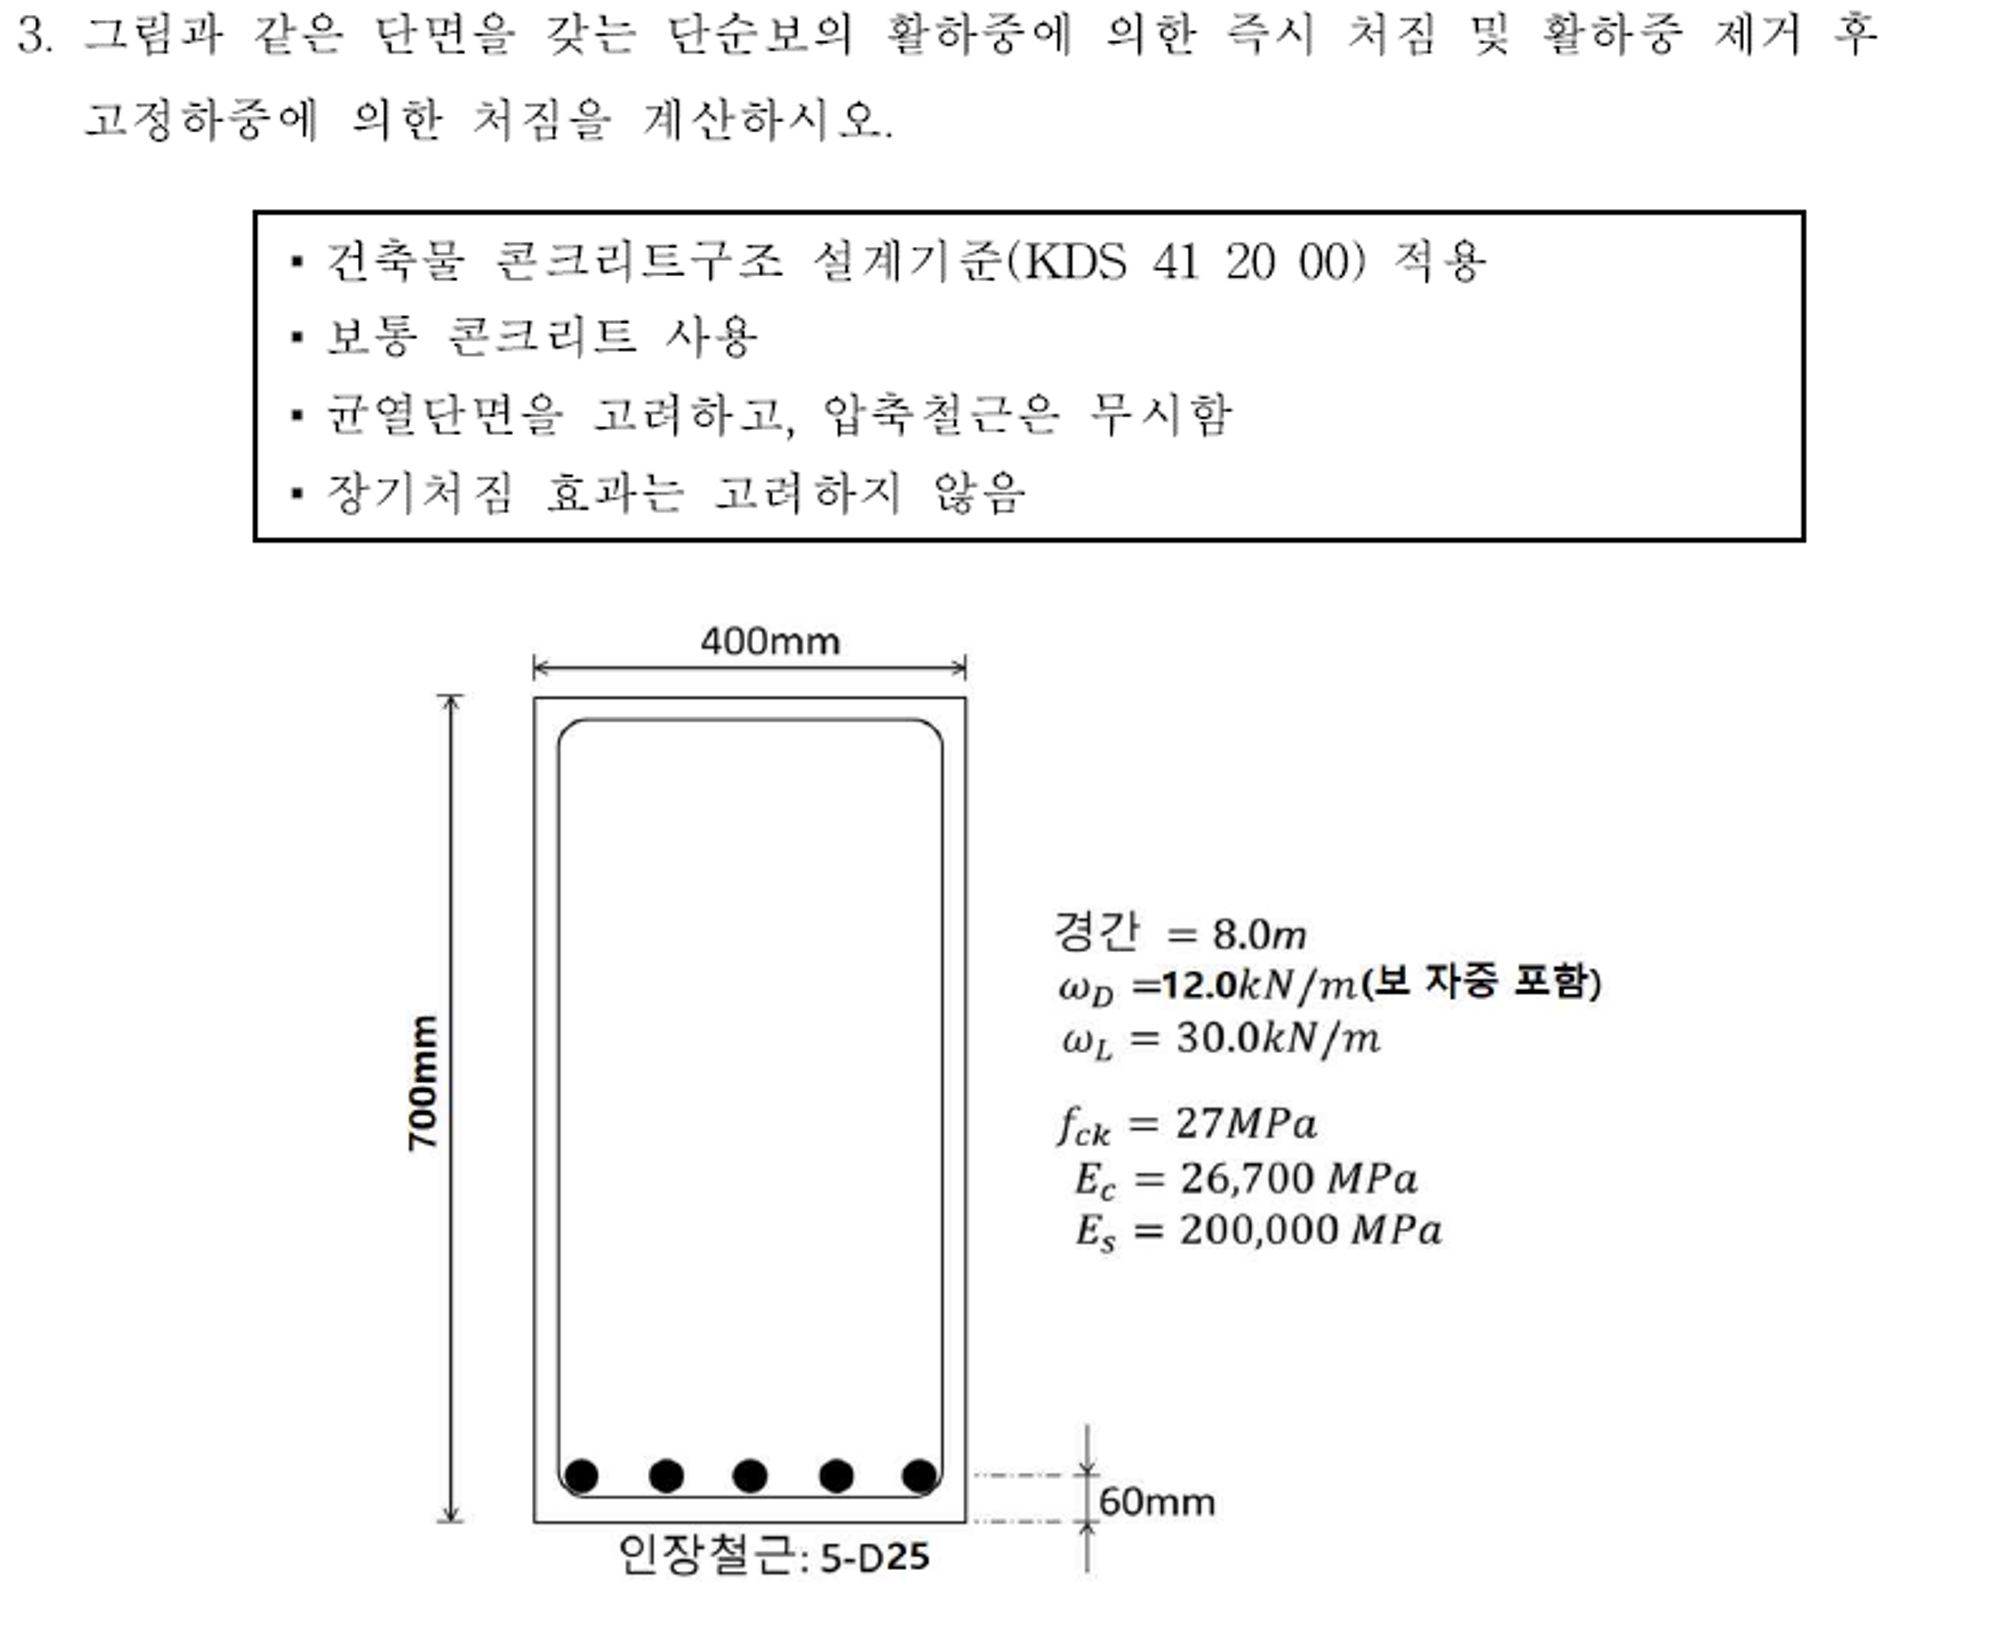 3. 그림과 같은 단면을 갖는 단순보의 활하중에 의한 즉시 처짐 및 활하중 제거 후
고정하중에 의한 처짐을 계산하시오.
▪ 건축물 콘크리트구조 설계기준(KDS 41 20 00) 적용
▪ 보통 콘크리트 사용
▪ 균열단면을 고려하고, 압축철근은 무시함
▪ 장기처짐 효과는 고려하지 않음
400mm
700mm
경간 = 8.0m
ω_D =12.0kN/m(보 자중 포함)
ω_L = 30.0kN/m
f_ck = 27MPa
E_c = 26,700 MPa
E_s = 200,000 MPa
60mm
인장철근: 5-D25